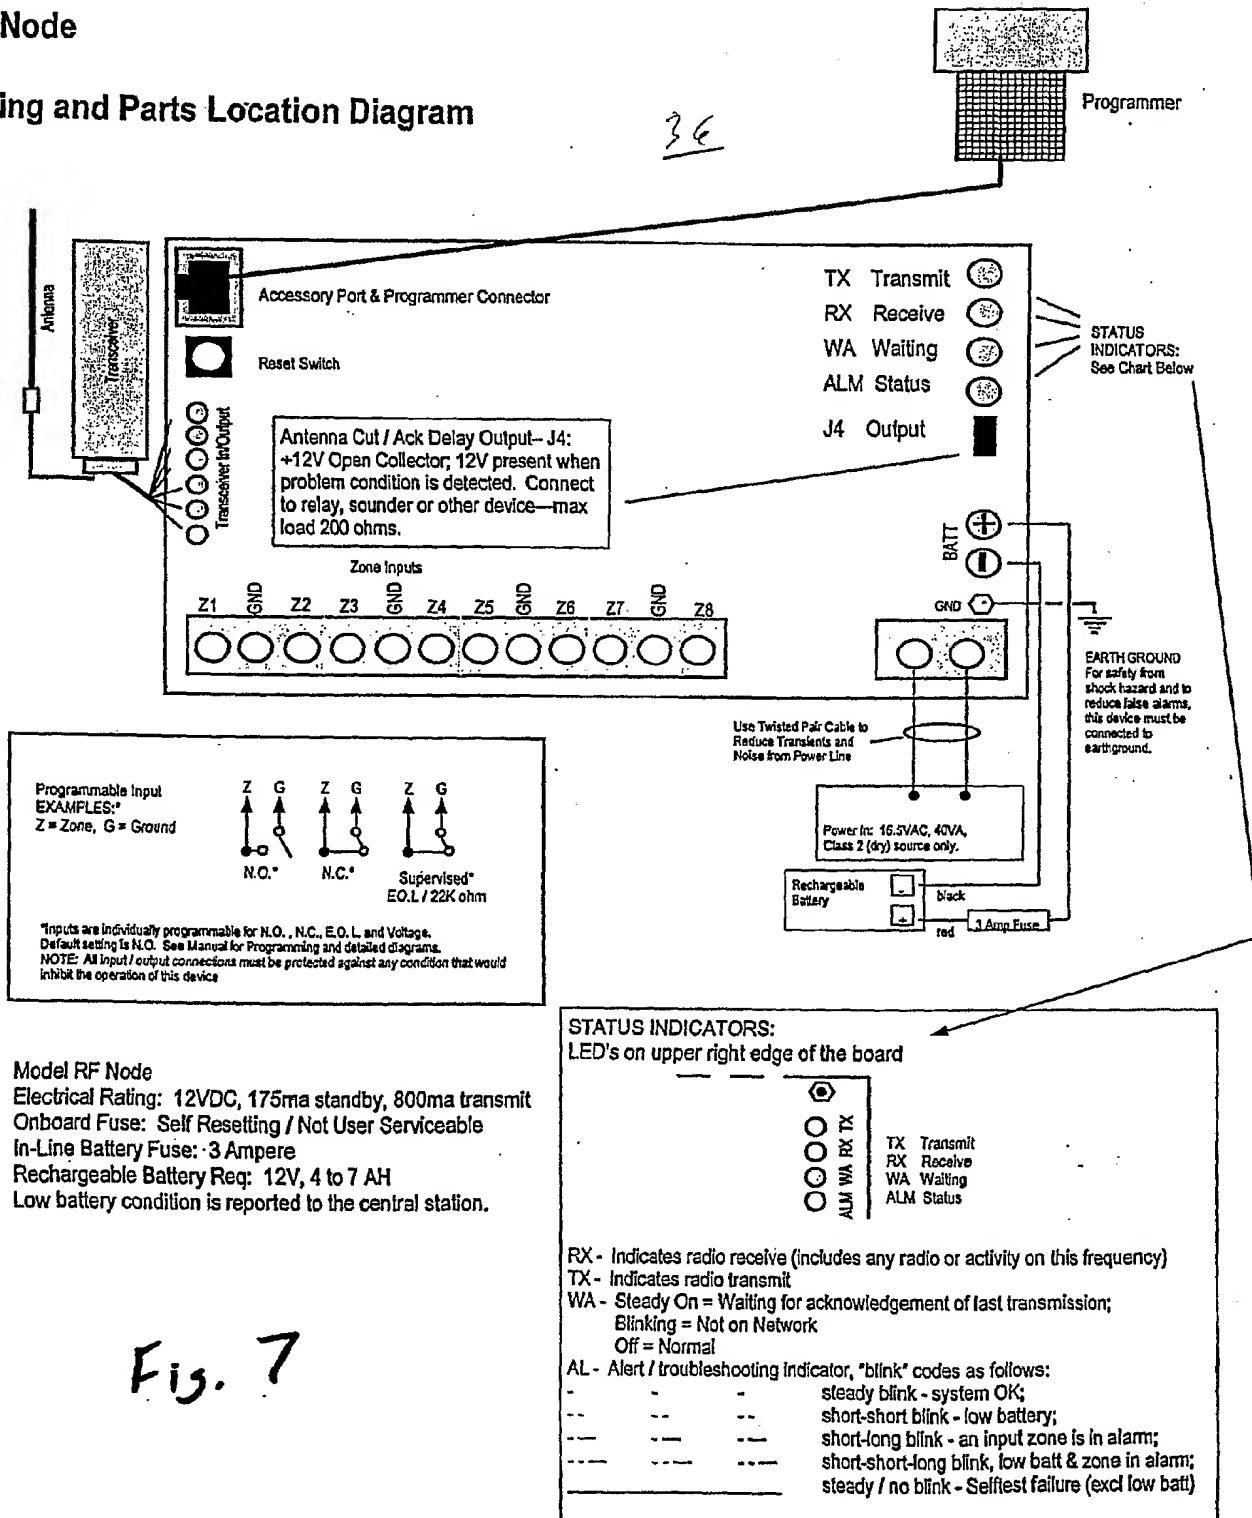 Node
ing and Parts Location Diagram
36
Programmer
Antenna
Transceiver
Accessory Port & Programmer Connector
Reset Switch
Transceiver In/Output
TX Transmit
RX Receive
WA Waiting
ALM Status
J4 Output
STATUS
INDICATORS:
See Chart Below
Antenna Cut / Ack Delay Output-- J4:
+12V Open Collector; 12V present when
problem condition is detected. Connect
to relay, sounder or other device—max
load 200 ohms.
BATT
+
-
GND
Zone Inputs
Z1 GND Z2 Z3 GND Z4 Z5 GND Z6 Z7 GND Z8
EARTH GROUND
For safety from
shock hazard and to
reduce false alarms,
this device must be
connected to
earthground.
Use Twisted Pair Cable to
Reduce Transients and
Noise from Power Line
Power In: 16.5VAC, 40VA,
Class 2 (dry) source only.
Rechargeable
Battery
-
black
+
red
3 Amp Fuse
Programmable Input
EXAMPLES:*
Z = Zone, G = Ground
Z G Z G Z G
N.O.* N.C.* Supervised*
EO.L / 22K ohm
*Inputs are individually programmable for N.O., N.C., E.O. L. and Voltage.
Default setting is N.O. See Manual for Programming and detailed diagrams.
NOTE: All input / output connections must be protected against any condition that would
inhibit the operation of this device
Model RF Node
Electrical Rating: 12VDC, 175ma standby, 800ma transmit
Onboard Fuse: Self Resetting / Not User Serviceable
In-Line Battery Fuse: 3 Ampere
Rechargeable Battery Req: 12V, 4 to 7 AH
Low battery condition is reported to the central station.
Fig. 7
STATUS INDICATORS:
LED's on upper right edge of the board
TX
RX
WA
ALM
TX Transmit
RX Receive
WA Waiting
ALM Status
RX - Indicates radio receive (includes any radio or activity on this frequency)
TX - Indicates radio transmit
WA - Steady On = Waiting for acknowledgement of last transmission;
Blinking = Not on Network
Off = Normal
AL - Alert / troubleshooting indicator, "blink" codes as follows:
steady blink - system OK;
short-short blink - low battery;
short-long blink - an input zone is in alarm;
short-short-long blink, low batt & zone in alarm;
steady / no blink - Selftest failure (excl low batt)